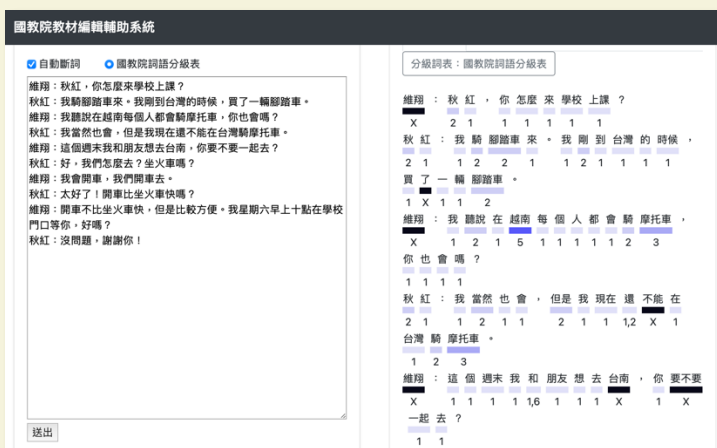 國教院教材編輯輔助系統
自動斷詞 國教院詞語分級表
維翔：秋紅，你怎麼來學校上課？
秋紅：我騎腳踏車來。我剛到台灣的時候，買了一輛腳踏車。
維翔：我聽說在越南每個人都會騎摩托車，你也會嗎？
秋紅：我當然也會，但是我現在還不能在台灣騎摩托車。
維翔：這個週末我和朋友想去台南，你要不要一起去？
秋紅：好，我們怎麼去？坐火車嗎？
維翔：我會開車，我們開車去。
秋紅：太好了！開車比坐火車快嗎？
維翔：開車不比坐火車快，但是比較方便。我星期六早上十點在學校
門口等你，好嗎？
秋紅：沒問題，謝謝你！
送出
分級詞表：國教院詞語分級表
維翔 ： 秋 紅 ， 你 怎麼 來 學校 上課 ？
X 2 1 1 1 1 1 1
秋 紅 ： 我 騎 腳踏車 來 。 我 剛 到 台灣 的 時候 ，
2 1 1 2 2 1 1 2 1 1 1 1
買 了 一 輛 腳踏車 。
1 X 1 1 2
維翔 ： 我 聽說 在 越南 每 個 人 都 會 騎 摩托車 ，
X 1 2 1 5 1 1 1 1 1 2 3
你 也 會 嗎 ？
1 1 1 1
秋 紅 ： 我 當然 也 會 ， 但是 我 現在 還 不能 在
2 1 1 2 1 1 2 1 1 1,2 X 1
台灣 騎 摩托車 。
1 2 3
維翔 ： 這 個 週末 我 和 朋友 想 去 台南 ， 你 要不要
X 1 1 1 1 1,6 1 1 1 X 1 X
一起 去 ？
1 1